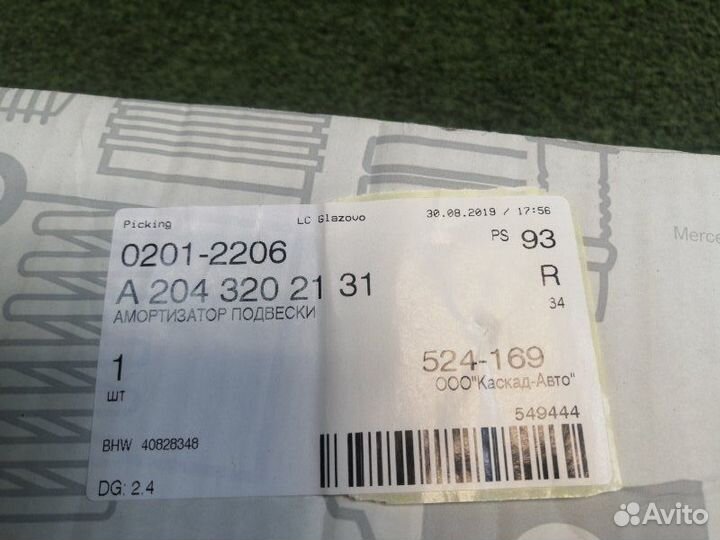 Picking LC Glazovo 30.08.2019 / 17:56
0201-2206 PS 93
A 204 320 21 31 R
АМОРТИЗАТОР ПОДВЕСКИ 34
1 524-169
шт ООО"Каскад-Авто"
549444
BHW 40828348
DG: 2.4
Merce
Avito